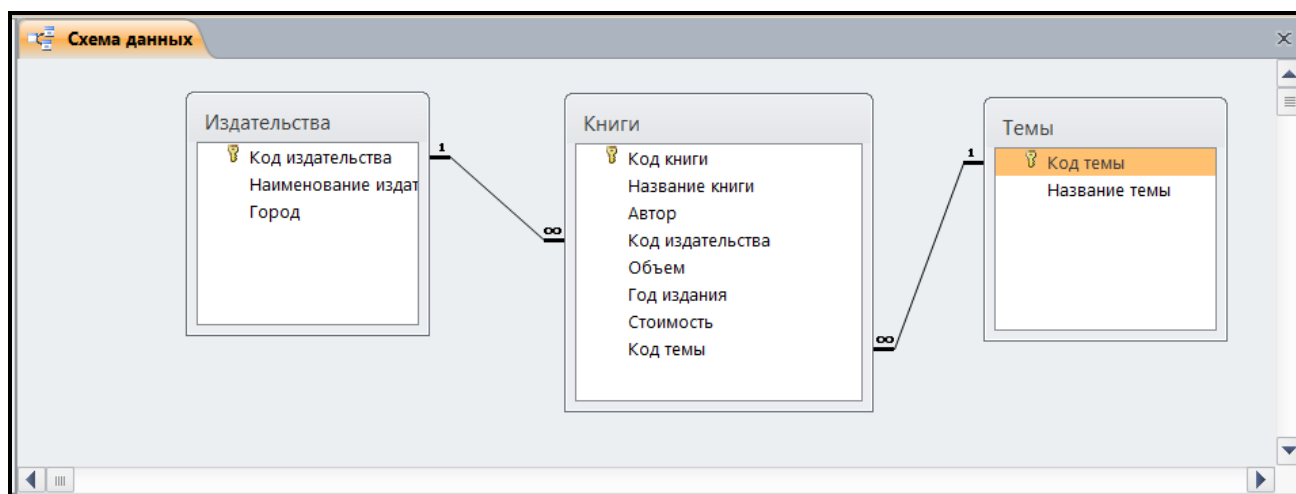 Схема данных
Издательства
Код издательства
Наименование издат
Город
1
∞
Книги
Код книги
Название книги
Автор
Код издательства
Объем
Год издания
Стоимость
Код темы
∞
1
Темы
Код темы
Название темы